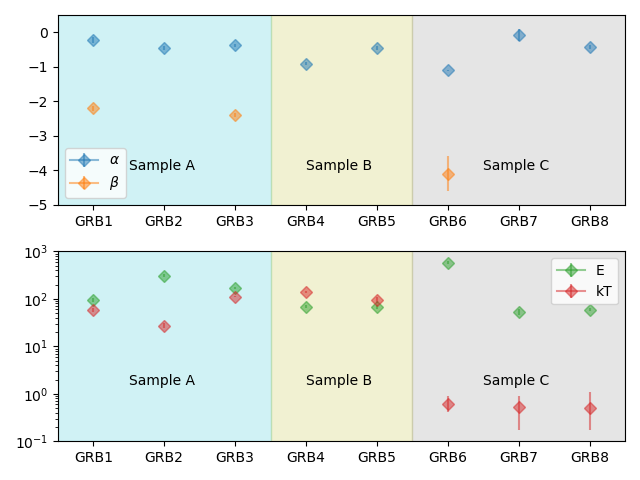 0
−1
−2
−3
−4
−5
α
β
Sample A
Sample B
Sample C
GRB1 GRB2 GRB3 GRB4 GRB5 GRB6 GRB7 GRB8
10³
10²
10¹
10⁰
10⁻¹
E
kT
Sample A
Sample B
Sample C
GRB1 GRB2 GRB3 GRB4 GRB5 GRB6 GRB7 GRB8